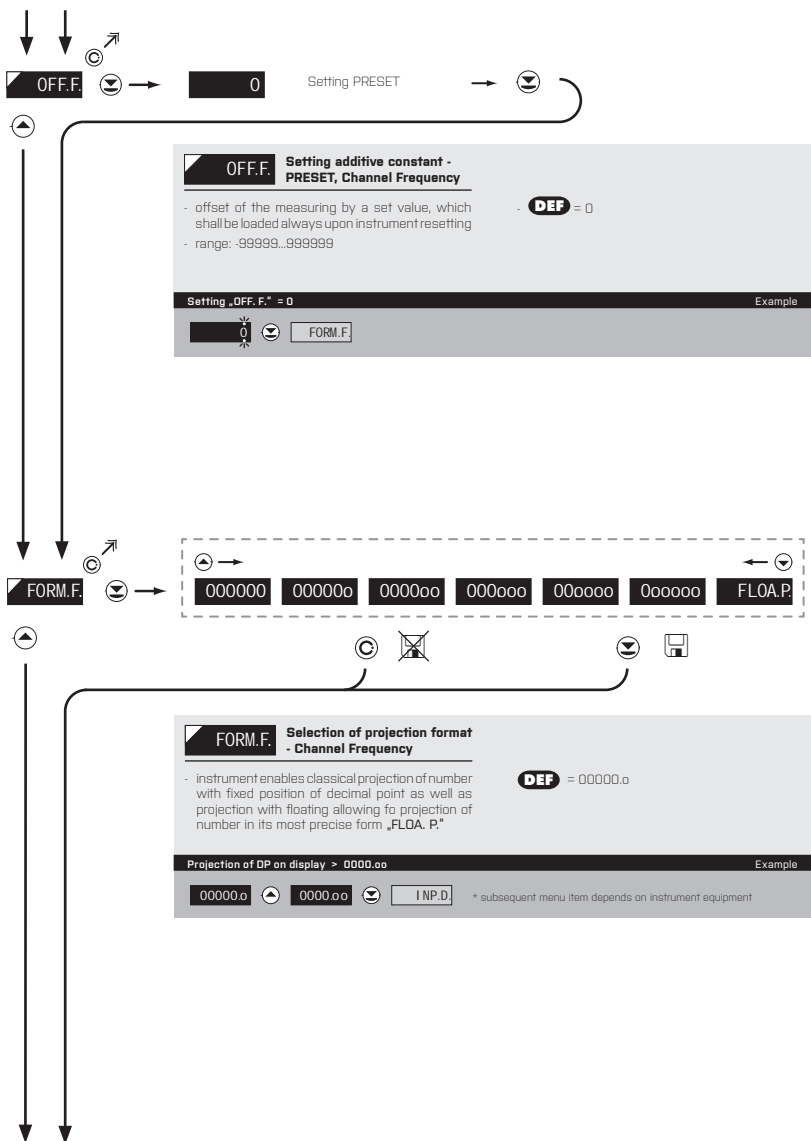 OFF.F. 0 Setting PRESET
OFF.F. Setting additive constant -
PRESET, Channel Frequency
- offset of the measuring by a set value, which
shall be loaded always upon instrument resetting
- range: -99999...999999
- DEF = 0
Setting „OFF. F.“ = 0 Example
0 FORM.F.
FORM.F. 000000 00000o 0000oo 000ooo 00oooo 0ooooo FLOA.P.
FORM.F. Selection of projection format
- Channel Frequency
- instrument enables classical projection of number
with fixed position of decimal point as well as
projection with floating allowing fo projection of
number in its most precise form „FLOA. P.“
DEF = 00000.o
Projection of DP on display > 0000.oo Example
00000.o 0000.oo INP.D. * subsequent menu item depends on instrument equipment